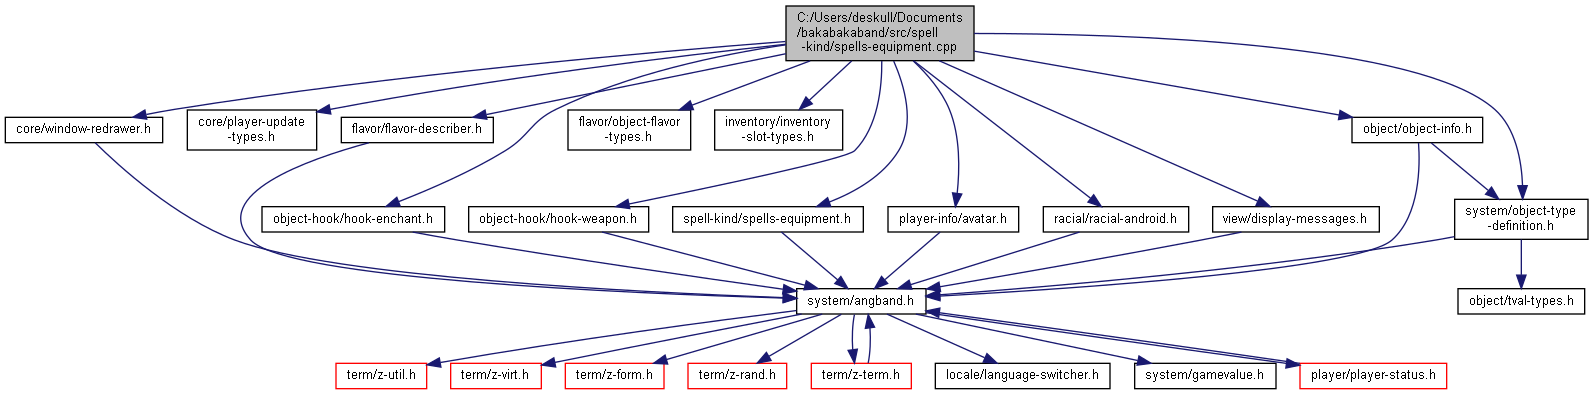 C:/Users/deskull/Documents
/bakabakaband/src/spell
-kind/spells-equipment.cpp
core/window-redrawer.h
core/player-update
-types.h
flavor/flavor-describer.h
flavor/object-flavor
-types.h
inventory/inventory
-slot-types.h
object/object-info.h
object-hook/hook-enchant.h
object-hook/hook-weapon.h
spell-kind/spells-equipment.h
player-info/avatar.h
racial/racial-android.h
view/display-messages.h
system/object-type
-definition.h
system/angband.h
object/tval-types.h
term/z-util.h
term/z-virt.h
term/z-form.h
term/z-rand.h
term/z-term.h
locale/language-switcher.h
system/gamevalue.h
player/player-status.h